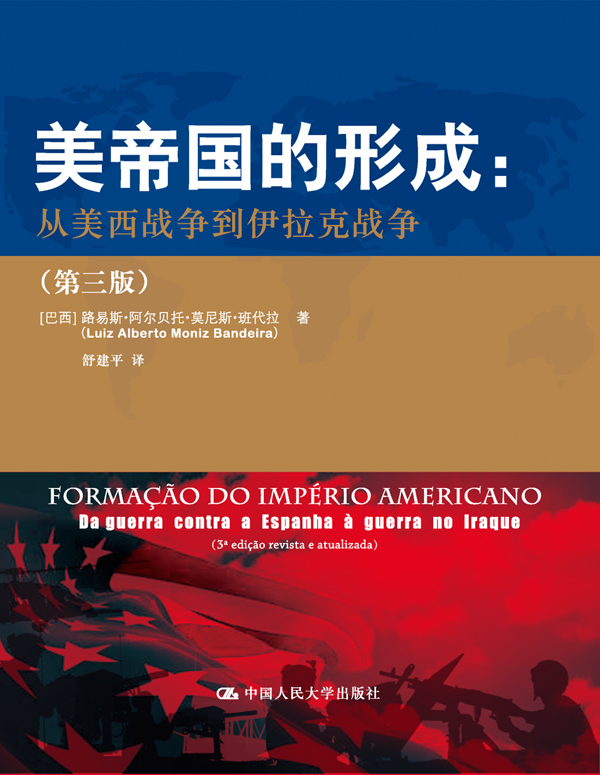 美帝国的形成：
从美西战争到伊拉克战争
（第三版）
[巴西] 路易斯·阿尔贝托·莫尼斯·班代拉 著
（Luiz Alberto Moniz Bandeira）
舒建平 译
FORMAÇÃO DO IMPÉRIO AMERICANO
Da guerra contra a Espanha à guerra no Iraque
(3ª edição revista e atualizada)
中国人民大学出版社